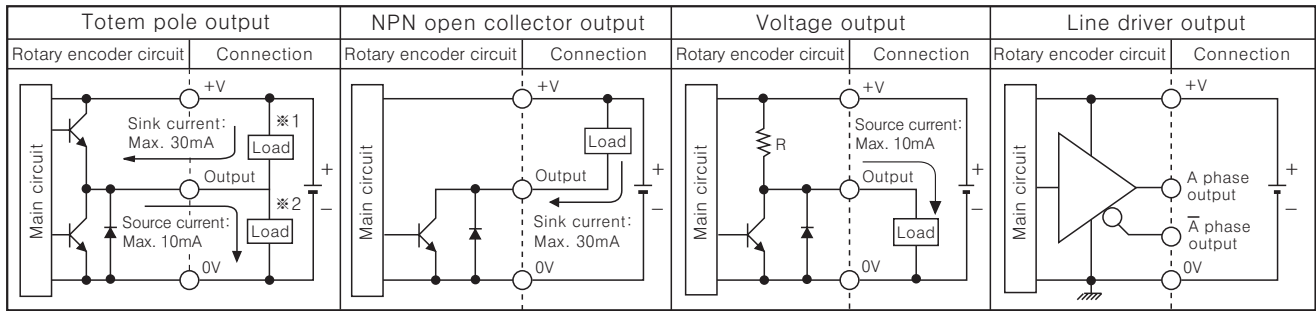 Totem pole output
NPN open collector output
Voltage output
Line driver output
Rotary encoder circuit
Connection
Rotary encoder circuit
Connection
Rotary encoder circuit
Connection
Rotary encoder circuit
Connection
Main circuit
+V
Sink current:
Max. 30mA
※1
Load
Output
+
−
※2
Source current:
Max. 10mA
Load
0V
Main circuit
+V
Load
Output
+
−
Sink current:
Max. 30mA
0V
Main circuit
+V
R
Source current:
Max. 10mA
Output
+
−
Load
0V
Main circuit
+V
A phase
output
+
−
A̅ phase
output
0V